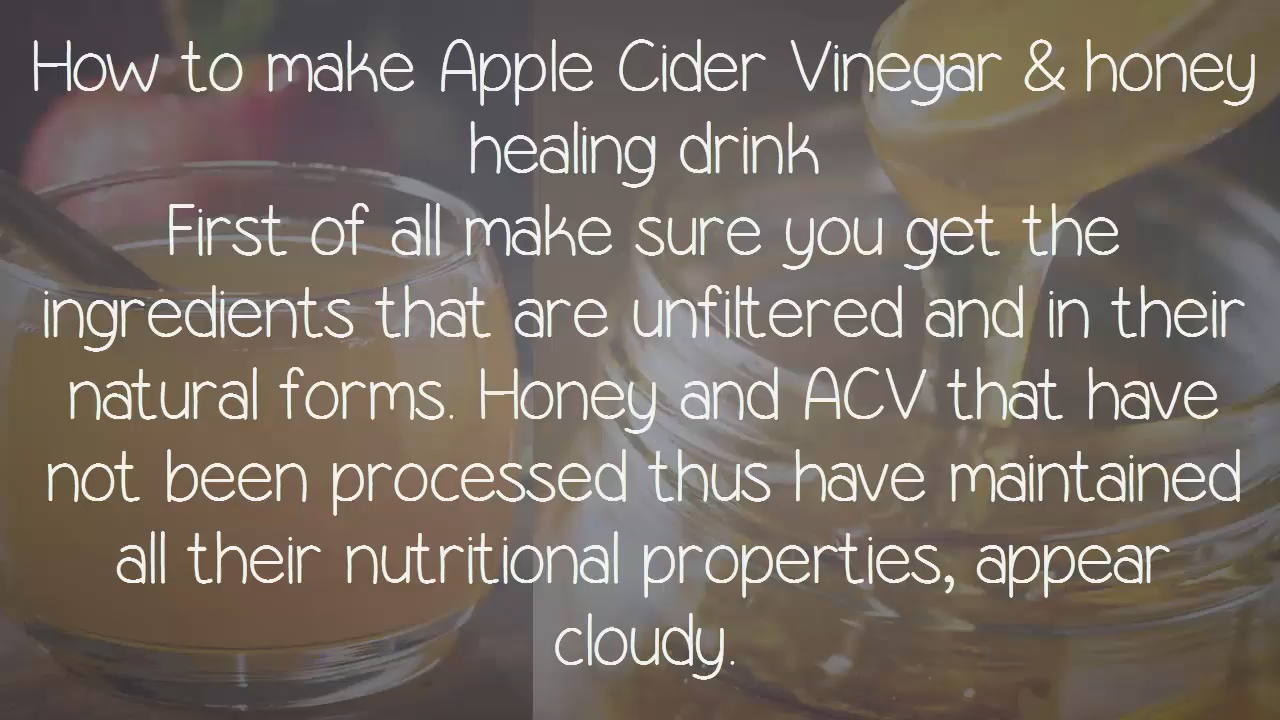 How to make Apple Cider Vinegar & honey
healing drink
First of all make sure you get the
ingredients that are unfiltered and in their
natural forms. Honey and ACV that have
not been processed thus have maintained
all their nutritional properties, appear
cloudy.